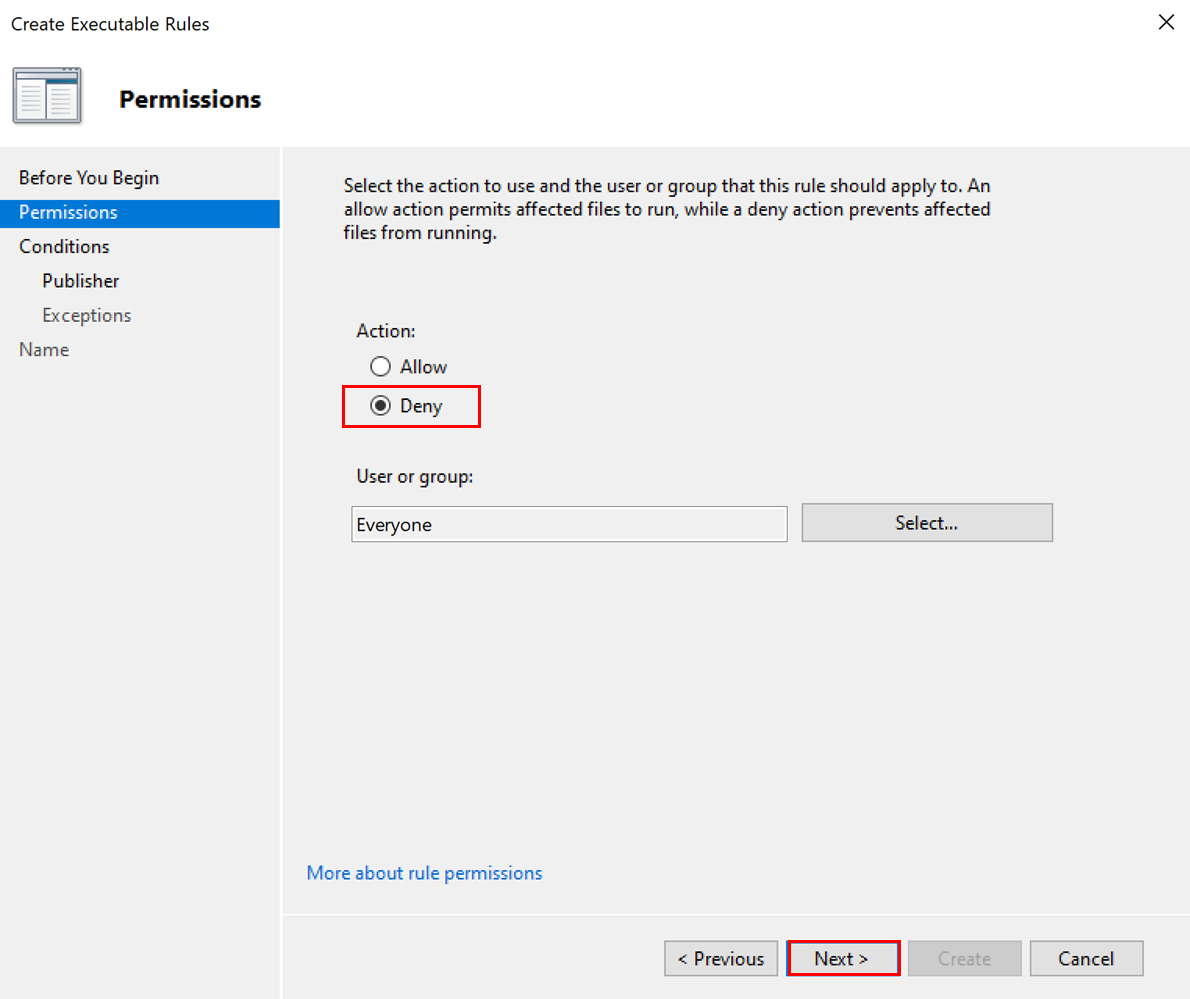 Create Executable Rules
Permissions
Before You Begin
Permissions
Conditions
Publisher
Exceptions
Name
Select the action to use and the user or group that this rule should apply to. An
allow action permits affected files to run, while a deny action prevents affected
files from running.
Action:
Allow
Deny
User or group:
Everyone
Select...
More about rule permissions
< Previous
Next >
Create
Cancel